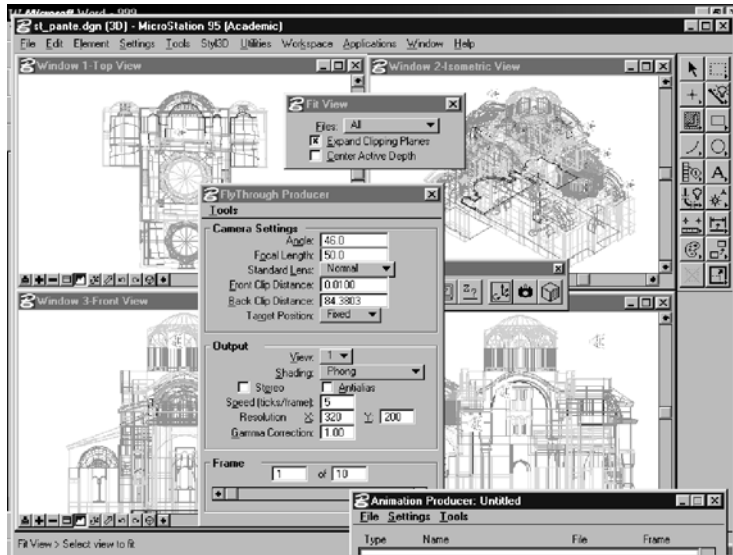 Microsoft Word - 999
st_pante.dgn (3D) - MicroStation 95 (Academic)
File Edit Element Settings Tools Styl3D Utilities Workspace Applications Window Help
Window 1-Top View
Window 2-Isometric View
Fit View
Files: All
Expand Clipping Planes
Center Active Depth
FlyThrough Producer
Tools
Camera Settings
Angle: 46.0
Focal Length: 50.0
Standard Lens: Normal
Front Clip Distance: 0.0100
Back Clip Distance: 84.3803
Target Position: Fixed
Window 3-Front View
Output
View: 1
Shading: Phong
Stereo Antialias
Speed (ticks/frame): 5
Resolution X: 320 Y: 200
Gamma Correction: 1.00
Frame
1 of 10
Animation Producer: Untitled
File Settings Tools
Type Name File Frame
Fit View > Select view to fit